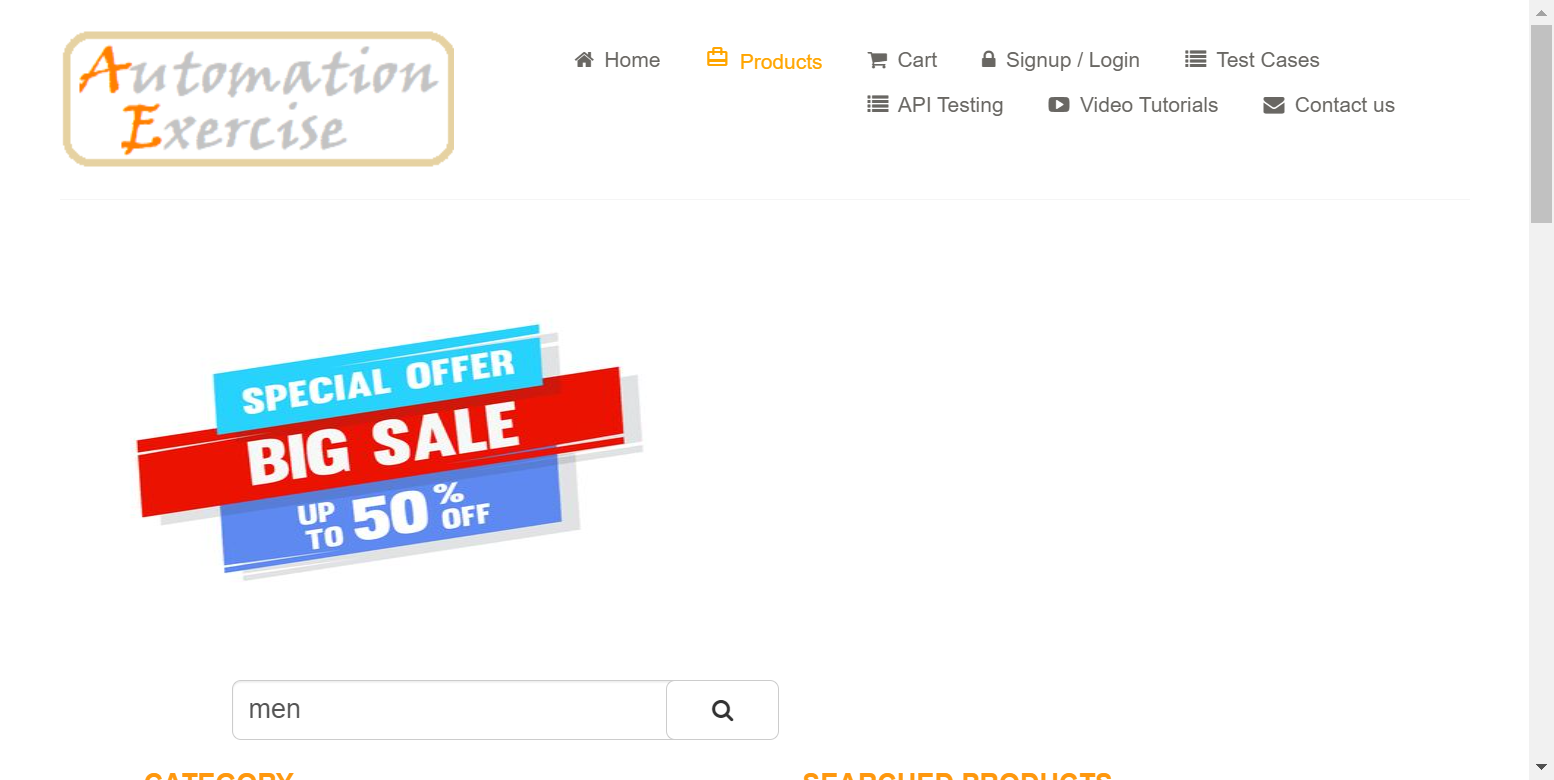 Automation
Exercise
Home
Products
Cart
Signup / Login
Test Cases
API Testing
Video Tutorials
Contact us
SPECIAL OFFER
BIG SALE
UP TO 50% OFF
men
CATEGORY
SEARCHED PRODUCTS